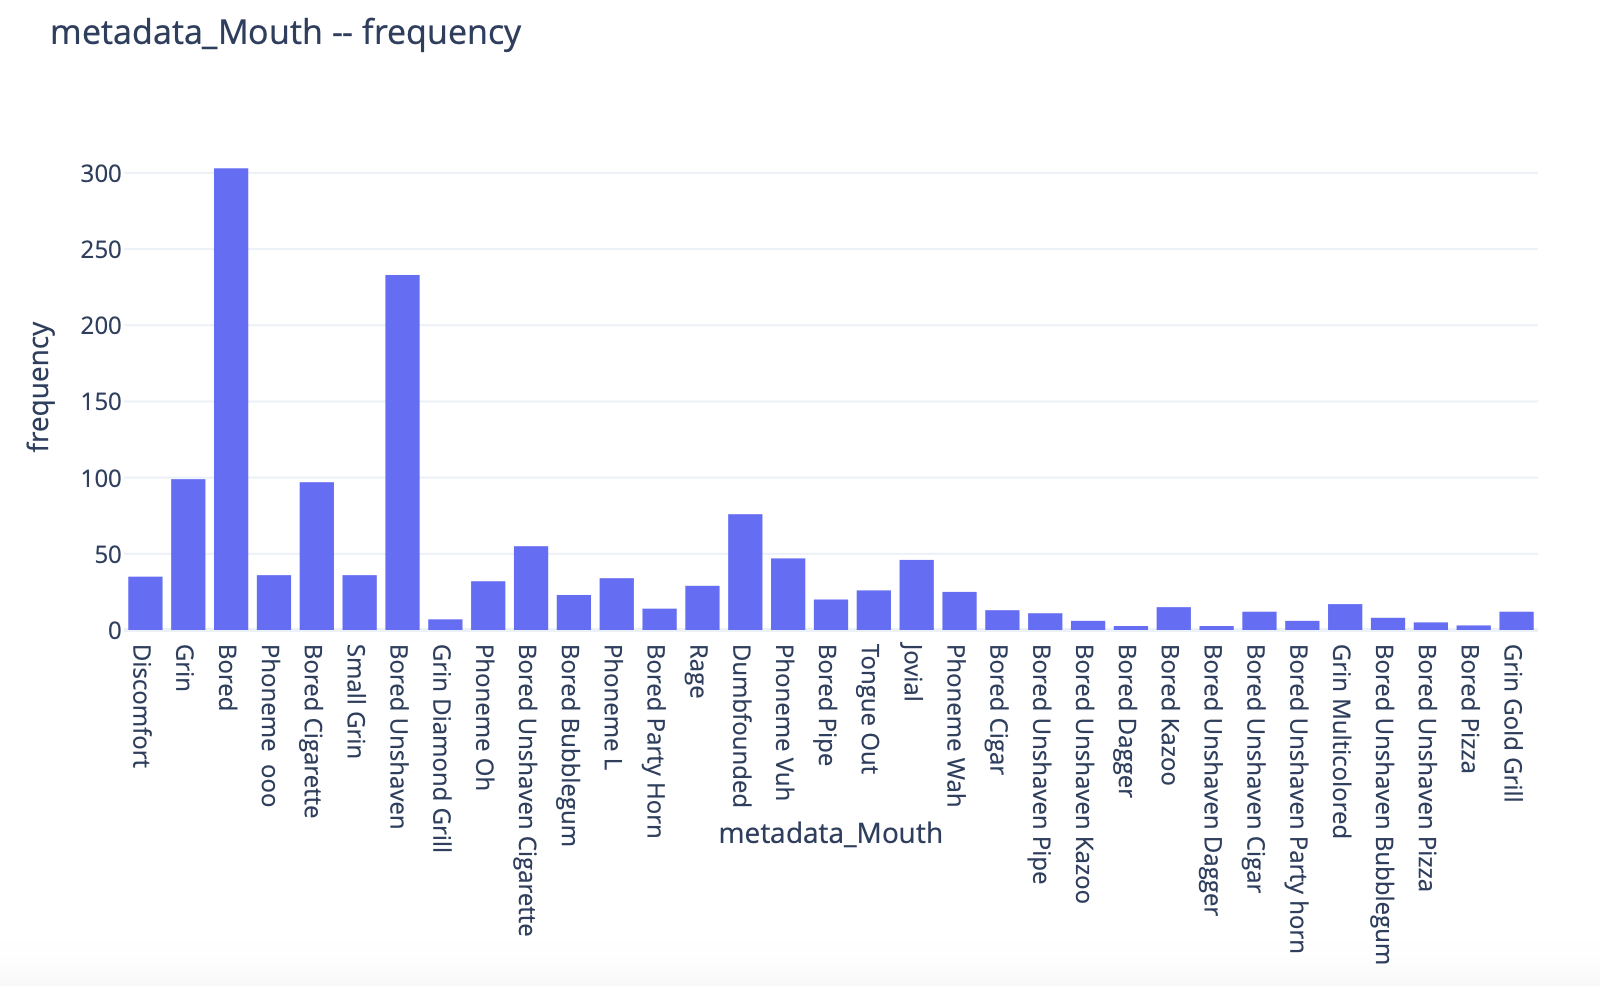 metadata_Mouth -- frequency
300
250
200
150
100
50
0
frequency
Discomfort
Grin
Bored
Phoneme  ooo
Bored Cigarette
Small Grin
Bored Unshaven
Grin Diamond Grill
Phoneme Oh
Bored Unshaven Cigarette
Bored Bubblegum
Phoneme L
Bored Party Horn
Rage
Dumbfounded
Phoneme Vuh
Bored Pipe
Tongue Out
Jovial
Phoneme Wah
Bored Cigar
Bored Unshaven Pipe
Bored Unshaven Kazoo
Bored Dagger
Bored Kazoo
Bored Unshaven Dagger
Bored Unshaven Cigar
Bored Unshaven Party horn
Grin Multicolored
Bored Unshaven Bubblegum
Bored Unshaven Pizza
Bored Pizza
Grin Gold Grill
metadata_Mouth